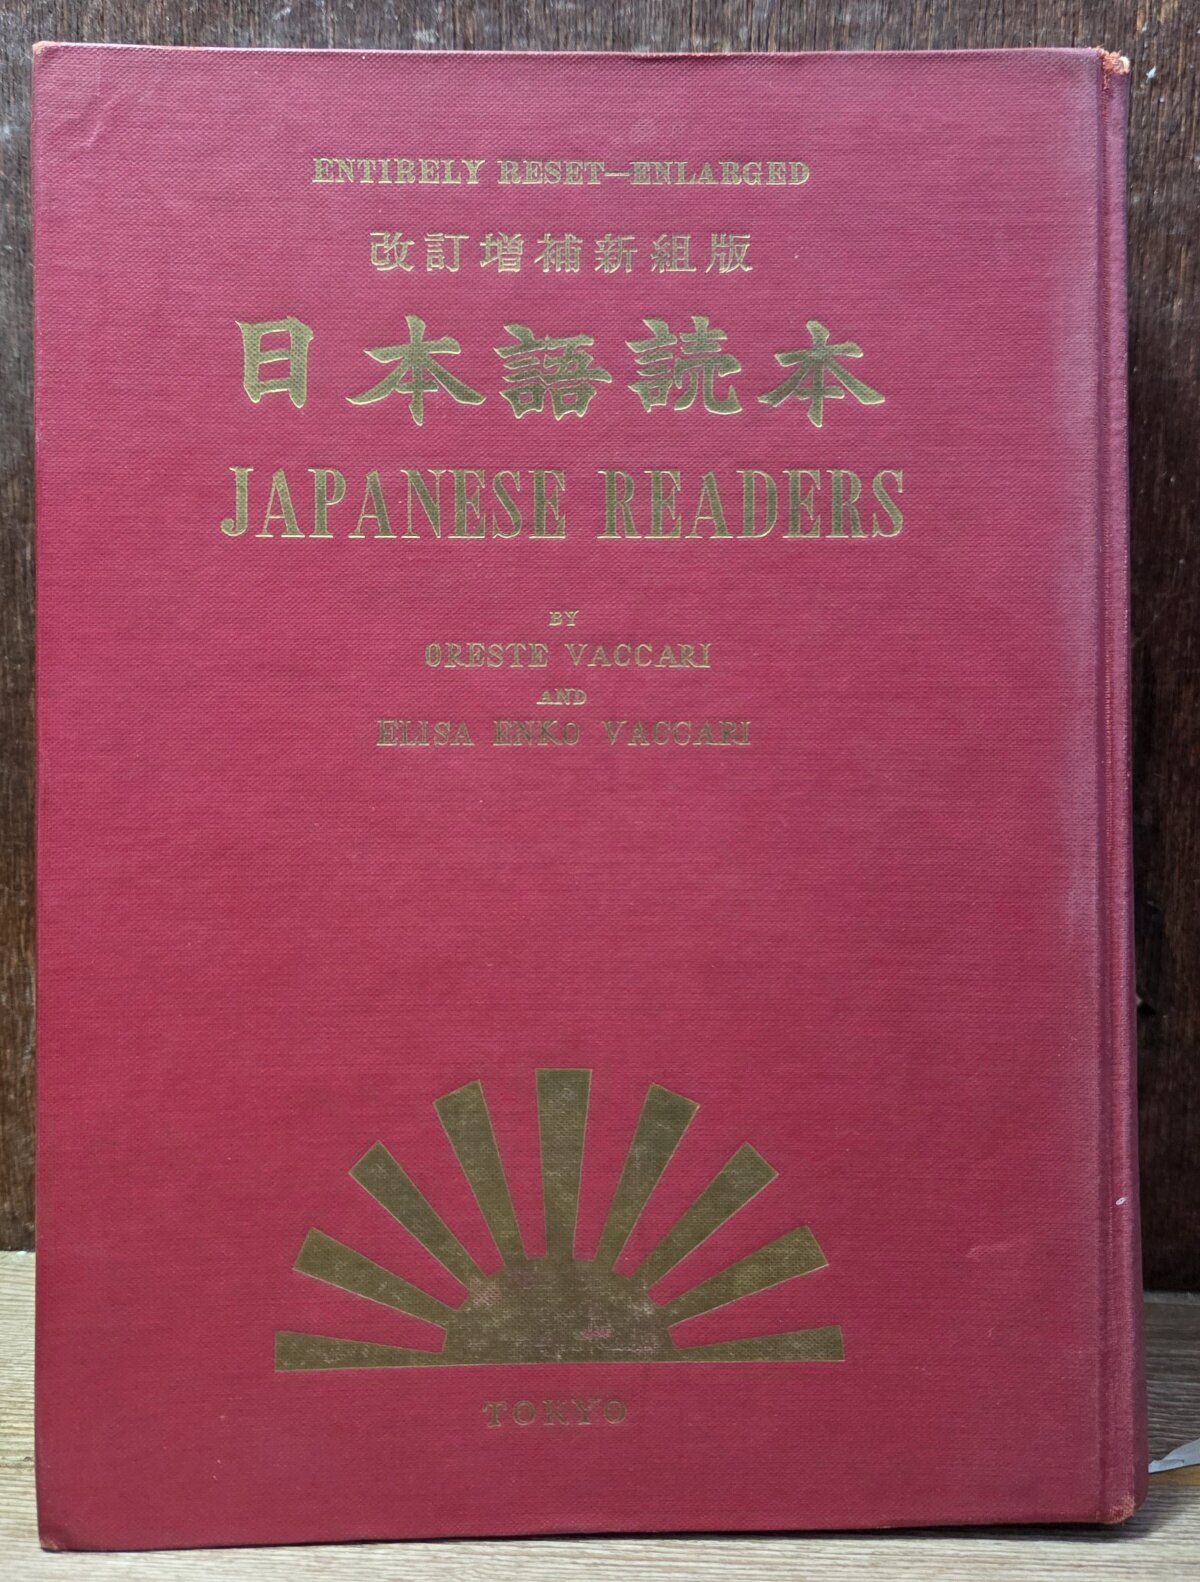 ENTIRELY RESET—ENLARGED
改訂増補新組版
日本語読本
JAPANESE READERS
BY
ORESTE VACCARI
AND
ELISA ENKO VACCARI
TOKYO